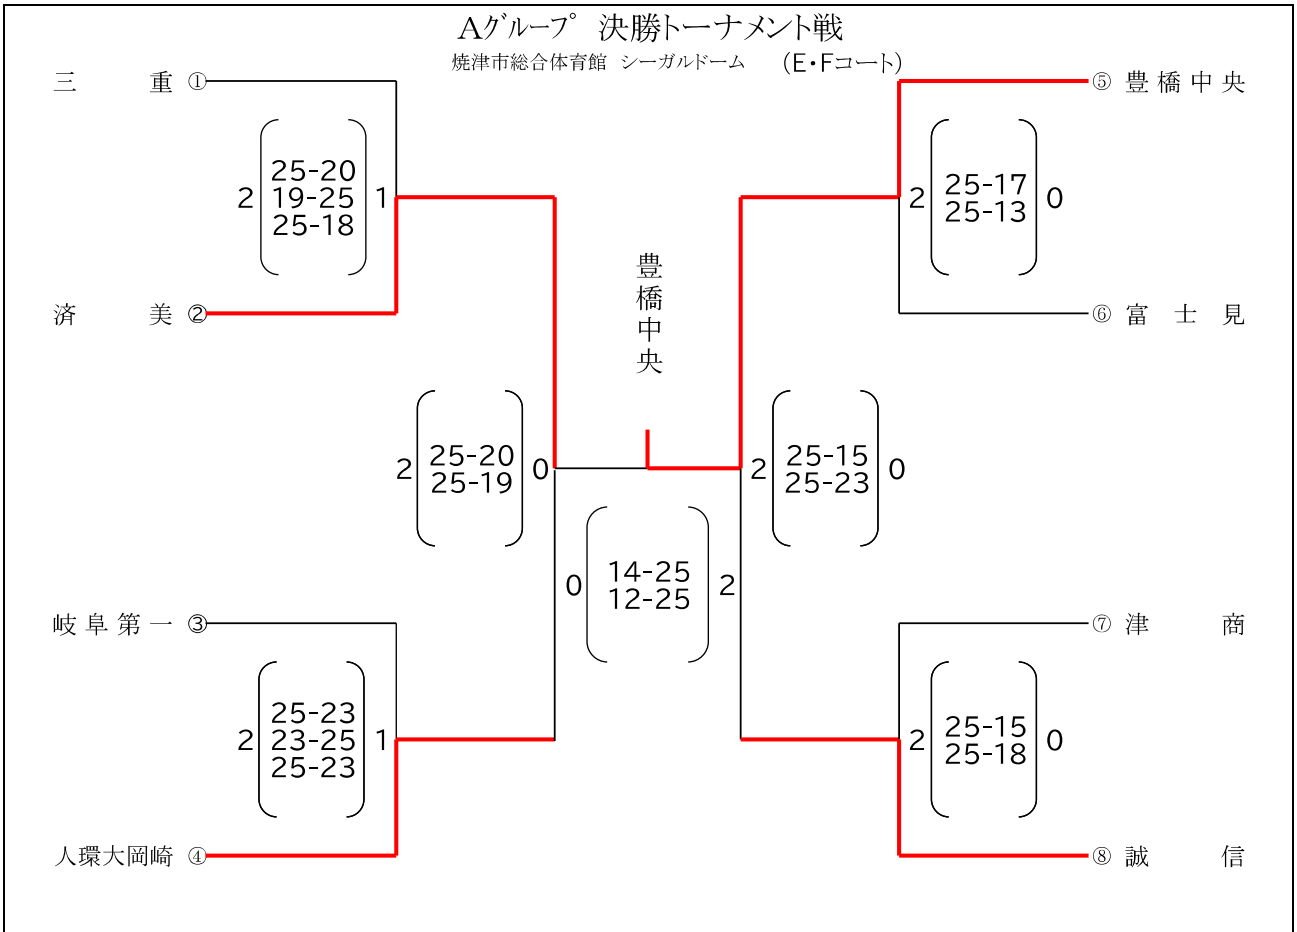 Aグループ 決勝トーナメント戦
焼津市総合体育館 シーガルドーム (E・Fコート)
三重 ①
2 25-20 1
19-25
25-18
済美 ②
2 25-20 0
25-19
岐阜第一 ③
2 25-23 1
23-25
25-23
人環大岡崎 ④
豊橋中央
0 14-25 2
12-25
⑤ 豊橋中央
2 25-17 0
25-13
⑥ 富士見
2 25-15 0
25-23
⑦ 津商
2 25-15 0
25-18
⑧ 誠信